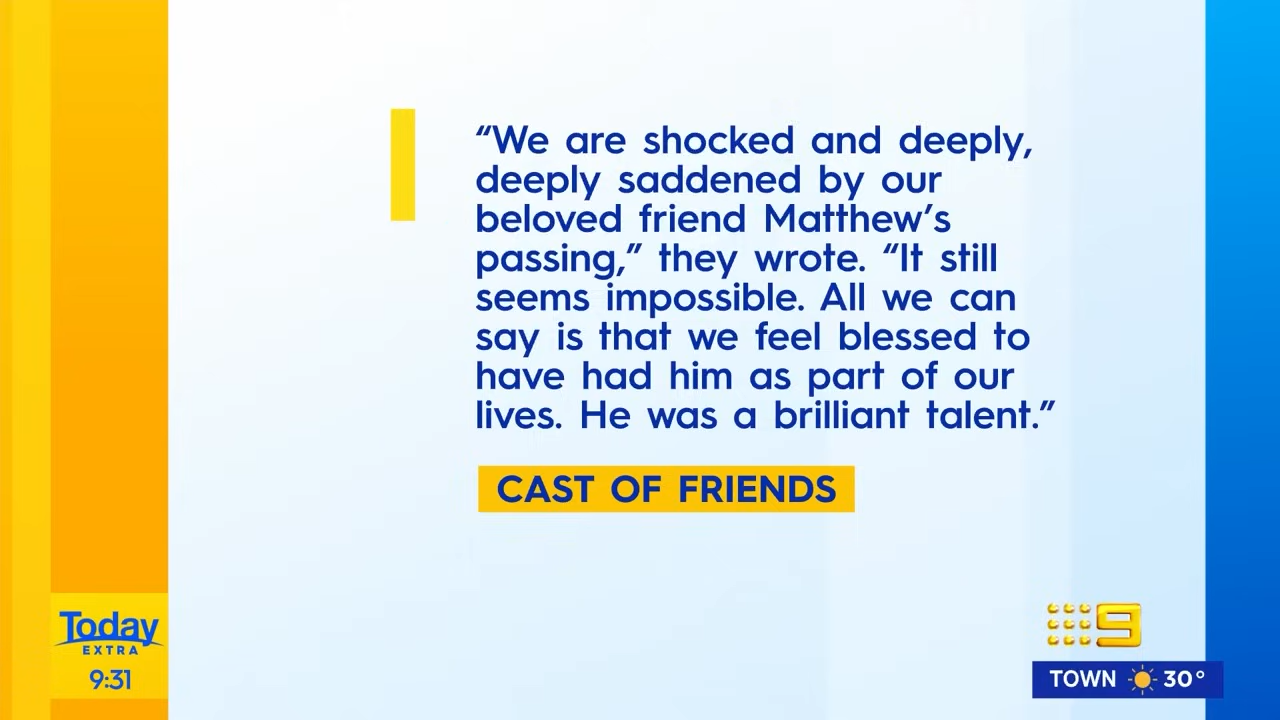 “We are shocked and deeply,
deeply saddened by our
beloved friend Matthew’s
passing,” they wrote. “It still
seems impossible. All we can
say is that we feel blessed to
have had him as part of our
lives. He was a brilliant talent.”
CAST OF FRIENDS
Today
EXTRA
9:31
9
TOWN 30°